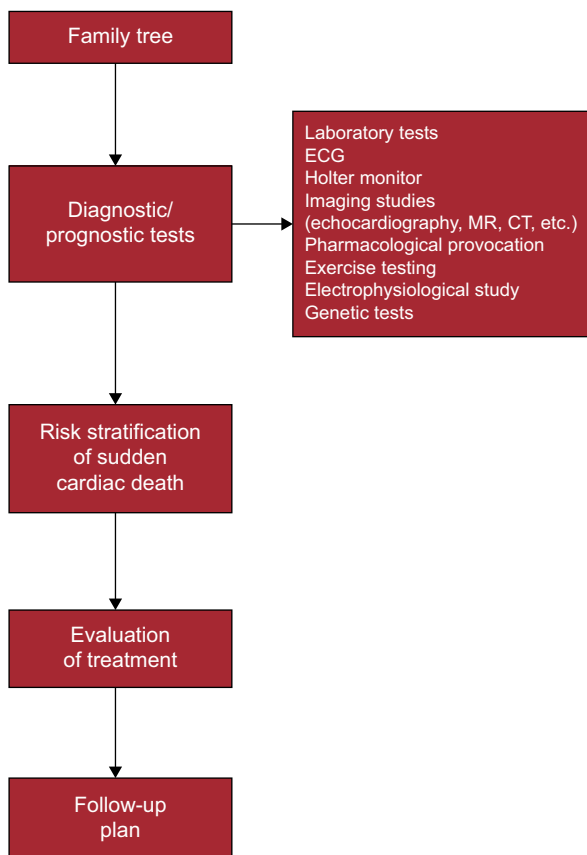 Family tree
Diagnostic/
prognostic tests
Laboratory tests
ECG
Holter monitor
Imaging studies
(echocardiography, MR, CT, etc.)
Pharmacological provocation
Exercise testing
Electrophysiological study
Genetic tests
Risk stratification
of sudden
cardiac death
Evaluation
of treatment
Follow-up
plan